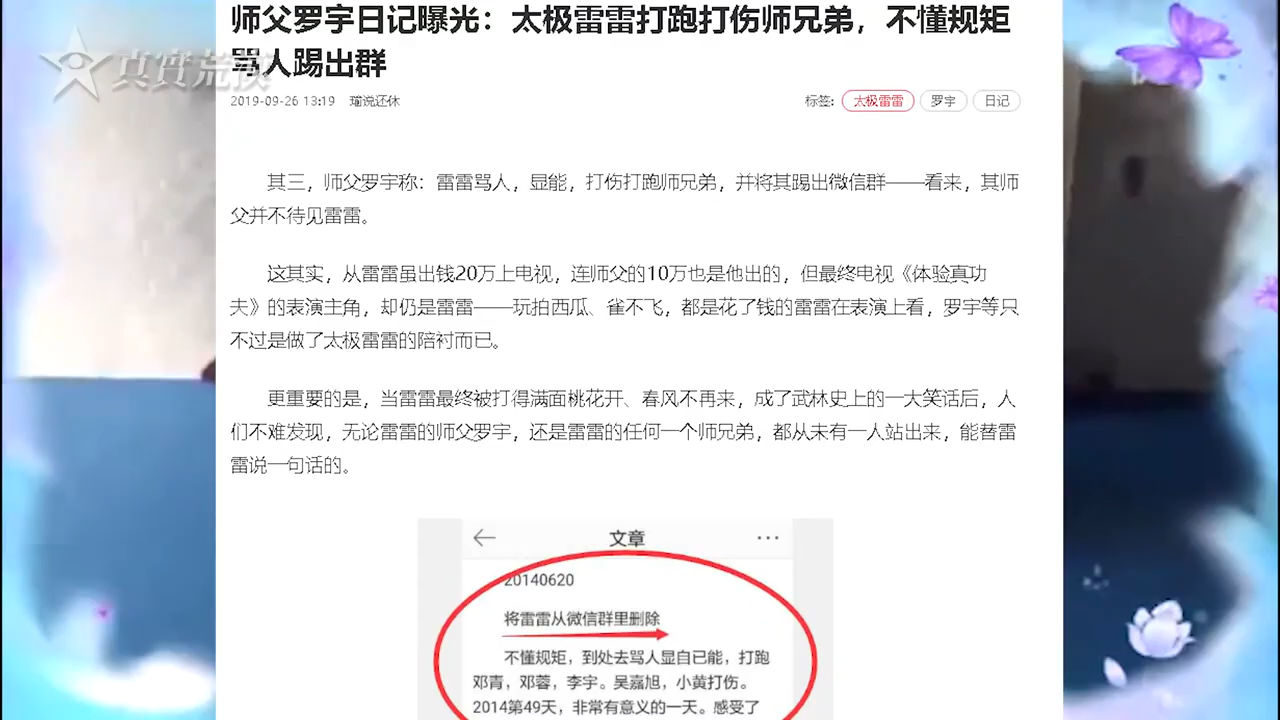 师父罗宇日记曝光：太极雷雷打跑打伤师兄弟，不懂规矩
骂人踢出群
真實荒漠
2019-09-26 13:19 瑜说还休
标签： 太极雷雷 罗宇 日记
其三，师父罗宇称：雷雷骂人，显能，打伤打跑师兄弟，并将其踢出微信群——看来，其师
父并不待见雷雷。
这其实，从雷雷虽出钱20万上电视，连师父的10万也是他出的，但最终电视《体验真功
夫》的表演主角，却仍是雷雷——玩拍西瓜、雀不飞，都是花了钱的雷雷在表演上看，罗宇等只
不过是做了太极雷雷的陪衬而已。
更重要的是，当雷雷最终被打得满面桃花开、春风不再来，成了武林史上的一大笑话后，人
们不难发现，无论雷雷的师父罗宇，还是雷雷的任何一个师兄弟，都从未有一人站出来，能替雷
雷说一句话的。
文章
20140620
将雷雷从微信群里删除
不懂规矩，到处去骂人显自已能，打跑
邓青，邓蓉，李宇。吴嘉旭，小黄打伤。
2014第49天，非常有意义的一天。感受了